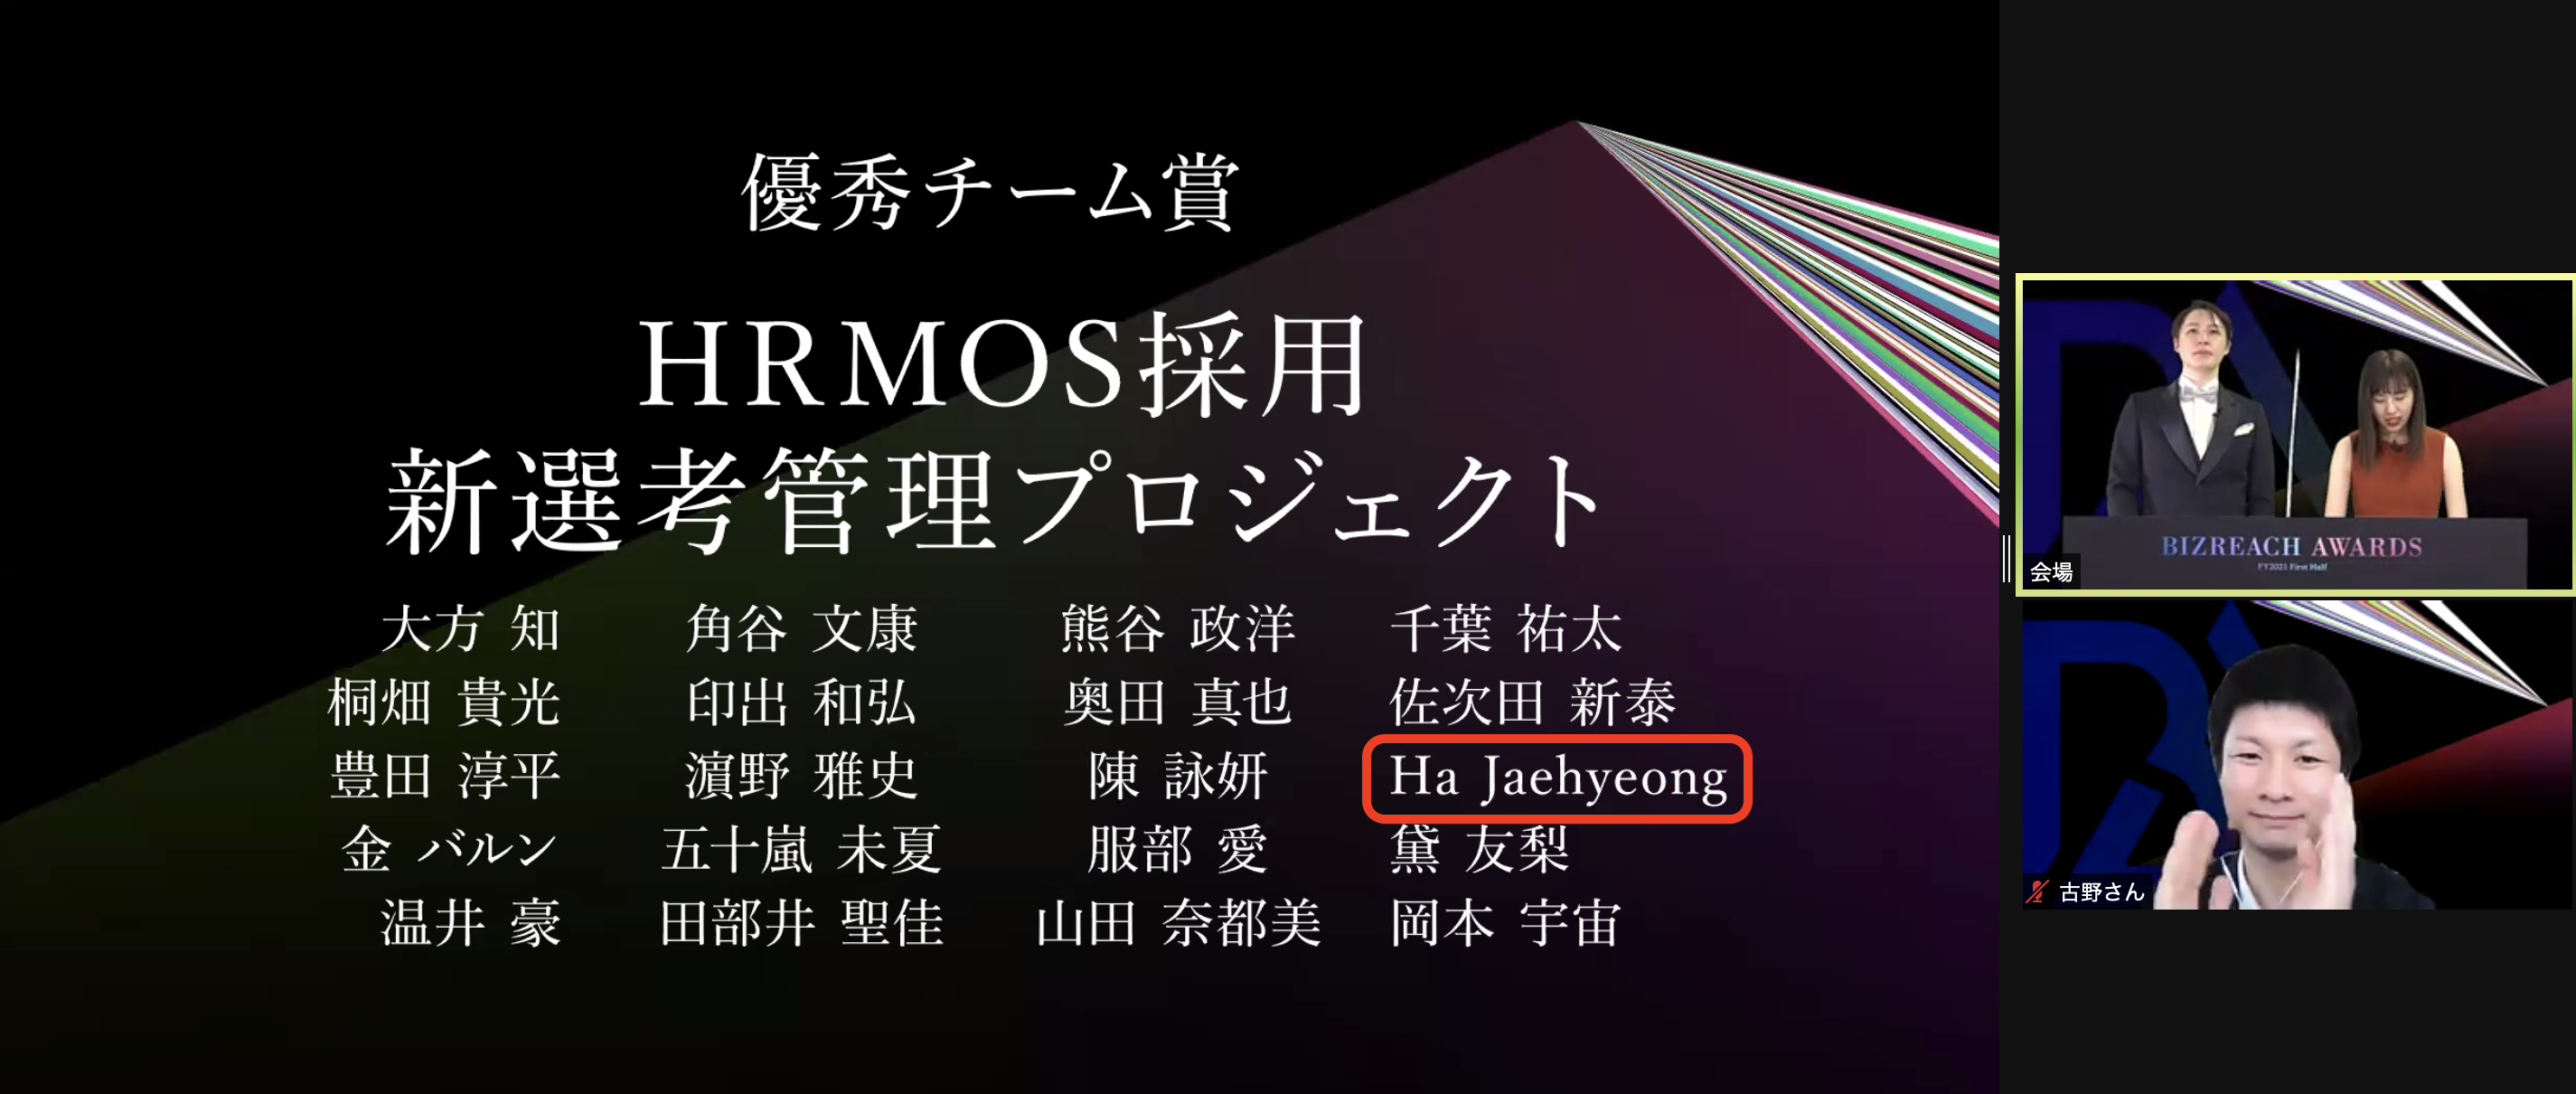 優秀チーム賞
HRMOS採用
新選考管理プロジェクト
大方 知 角谷 文康 熊谷 政洋 千葉 祐太
桐畑 貴光 印出 和弘 奥田 真也 佐次田 新泰
豊田 淳平 濵野 雅史 陳 詠妍 Ha Jaehyeong
金 バルン 五十嵐 未夏 服部 愛 黛 友梨
温井 豪 田部井 聖佳 山田 奈都美 岡本 宇宙
BIZREACH AWARDS
FY2021 First Half
会場
古野さん